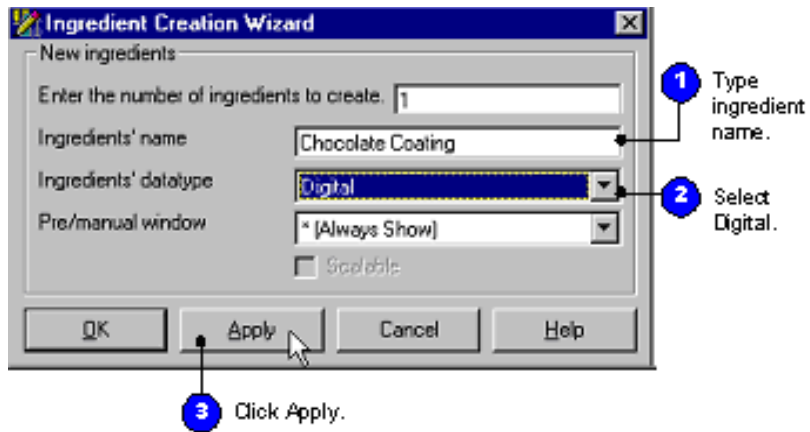 Ingredient Creation Wizard
New ingredients
Enter the number of ingredients to create. 1
Ingredients' name Chocolate Coating
Ingredients' datatype Digital
Pre/manual window * (Always Show)
Scalable
OK Apply Cancel Help
1 Type
ingredient
name.
2 Select
Digital.
3 Click Apply.